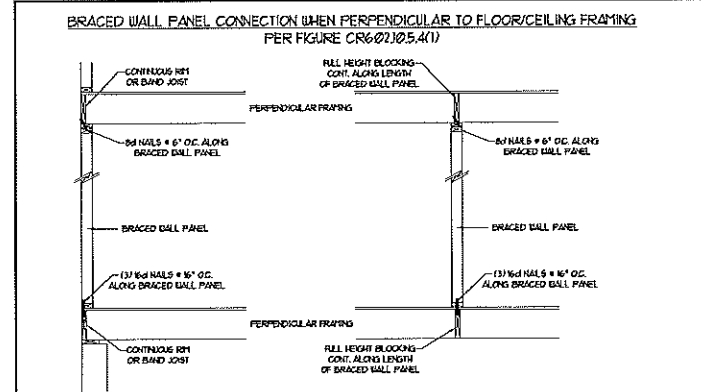 BRACED WALL PANEL CONNECTION WHEN PERPENDICULAR TO FLOOR/CEILING FRAMING
PER FIGURE CR602.10.5.4(1)
CONTINUOUS RIM
OR BAND JOIST
PERPENDICULAR FRAMING
8d NAILS @ 6" O.C. ALONG
BRACED WALL PANEL
BRACED WALL PANEL
(3) 16d NAILS @ 16" O.C.
ALONG BRACED WALL PANEL
PERPENDICULAR FRAMING
CONTINUOUS RIM
OR BAND JOIST
FULL HEIGHT BLOCKING
CONT. ALONG LENGTH
OF BRACED WALL PANEL
8d NAILS @ 6" O.C. ALONG
BRACED WALL PANEL
BRACED WALL PANEL
(3) 16d NAILS @ 16" O.C.
ALONG BRACED WALL PANEL
FULL HEIGHT BLOCKING
CONT. ALONG LENGTH
OF BRACED WALL PANEL